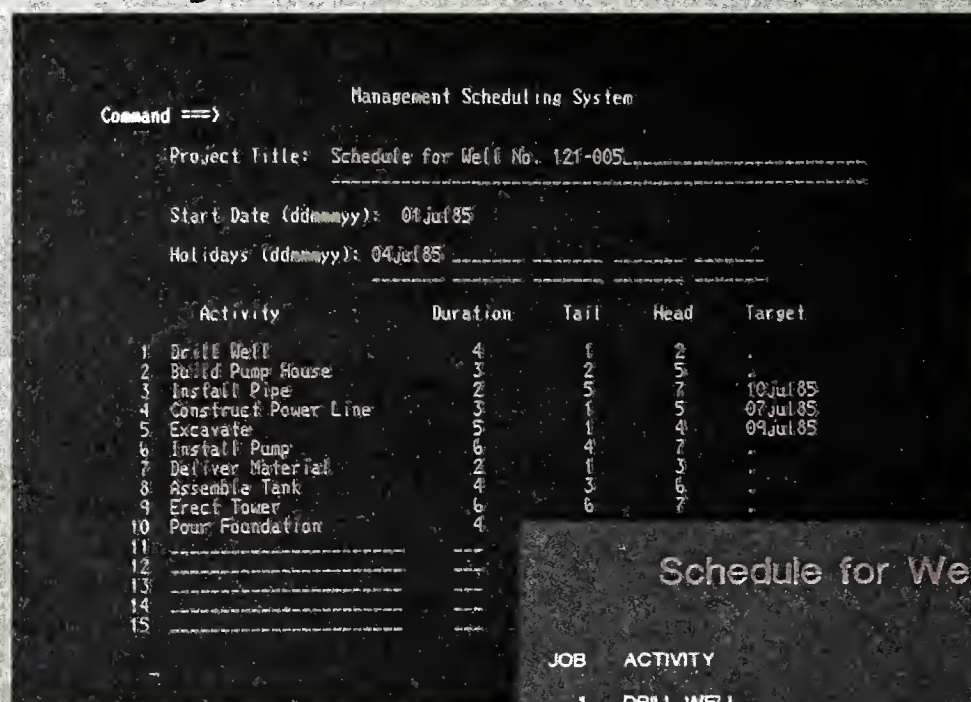 Management Scheduling System
Command ===>
Project Title: Schedule for Well No. 121-005
Start Date (ddmmmyy): 01jul85
Holidays (ddmmmyy): 04jul85
Activity Duration Tail Head Target
1 Drill Well 4 1 2 .
2 Build Pump House 3 2 5 .
3 Install Pipe 2 5 7 10jul85
4 Construct Power Line 3 1 5 07jul85
5 Excavate 5 1 4 09jul85
6 Install Pump 6 4 7 .
7 Deliver Material 2 1 3 .
8 Assemble Tank 4 3 6 .
9 Erect Tower 6 6 7 .
10 Pour Foundation 4
11
12
13
14
15
Schedule for We
JOB ACTIVITY
1 DRILL WELL